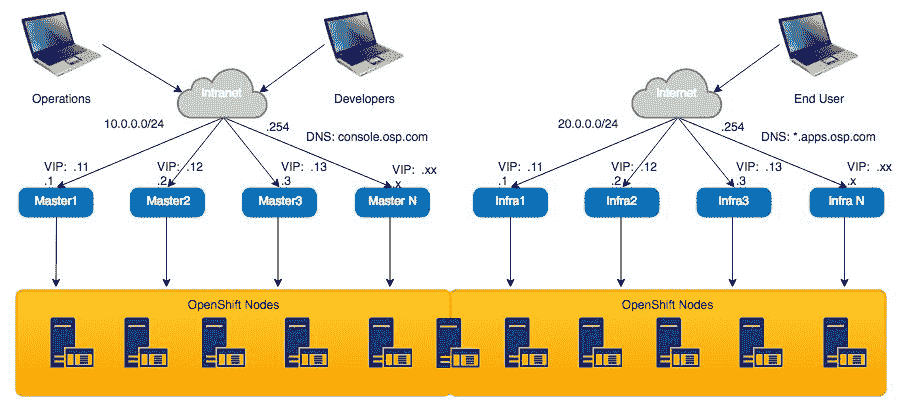 Intranet
Internet
Operations
Developers
End User
10.0.0.0/24
.254
DNS: console.osp.com
20.0.0.0/24
.254
DNS: *.apps.osp.com
VIP: .11
.1
VIP: .12
.2
VIP: .13
.3
VIP: .xx
.x
VIP: .11
.1
VIP: .12
.2
VIP: .13
.3
VIP: .xx
.x
Master1
Master2
Master3
Master N
Infra1
Infra2
Infra3
Infra N
OpenShift Nodes
OpenShift Nodes